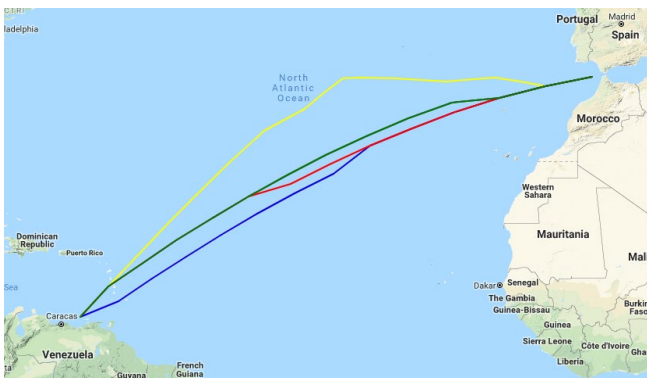 Portugal
Madrid
Spain
ladelphia
North
Atlantic
Ocean
Morocco
Western
Sahara
Mauritania
Mal
Dominican
Republic
Puerto Rico
Sea
Dakar
Senegal
The Gambia
Guinea-Bissau
Burkin
Faso
Guinea
Caracas
Sierra Leone
Côte d'Ivoire
Gha
Liberia
Venezuela
French
Guiana
Guyana